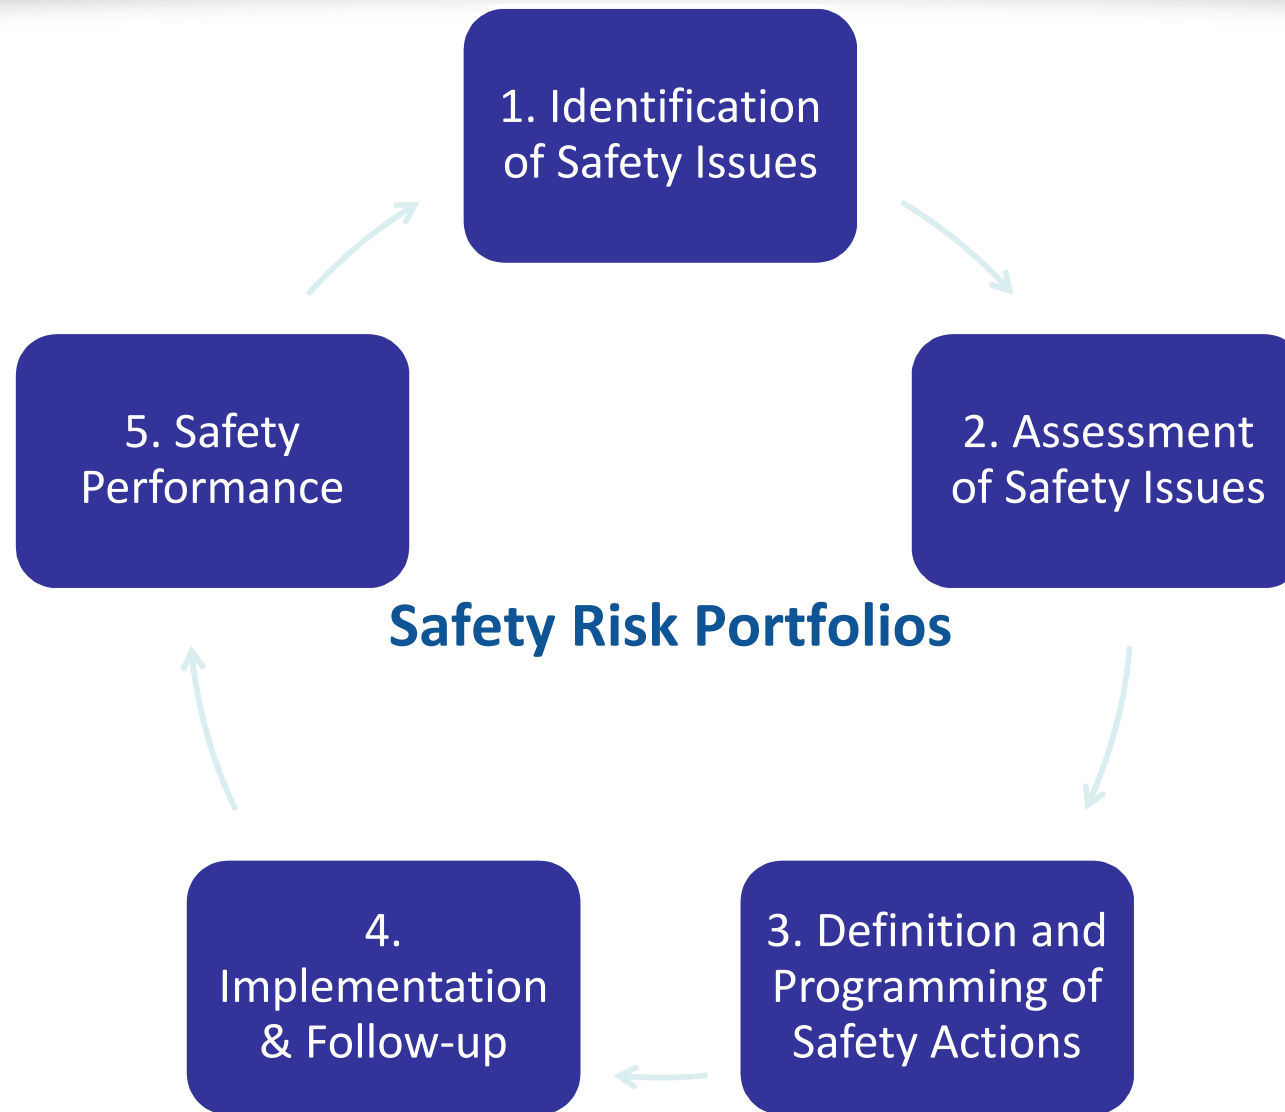 1. Identification
of Safety Issues
2. Assessment
of Safety Issues
3. Definition and
Programming of
Safety Actions
4.
Implementation
& Follow-up
5. Safety
Performance
Safety Risk Portfolios